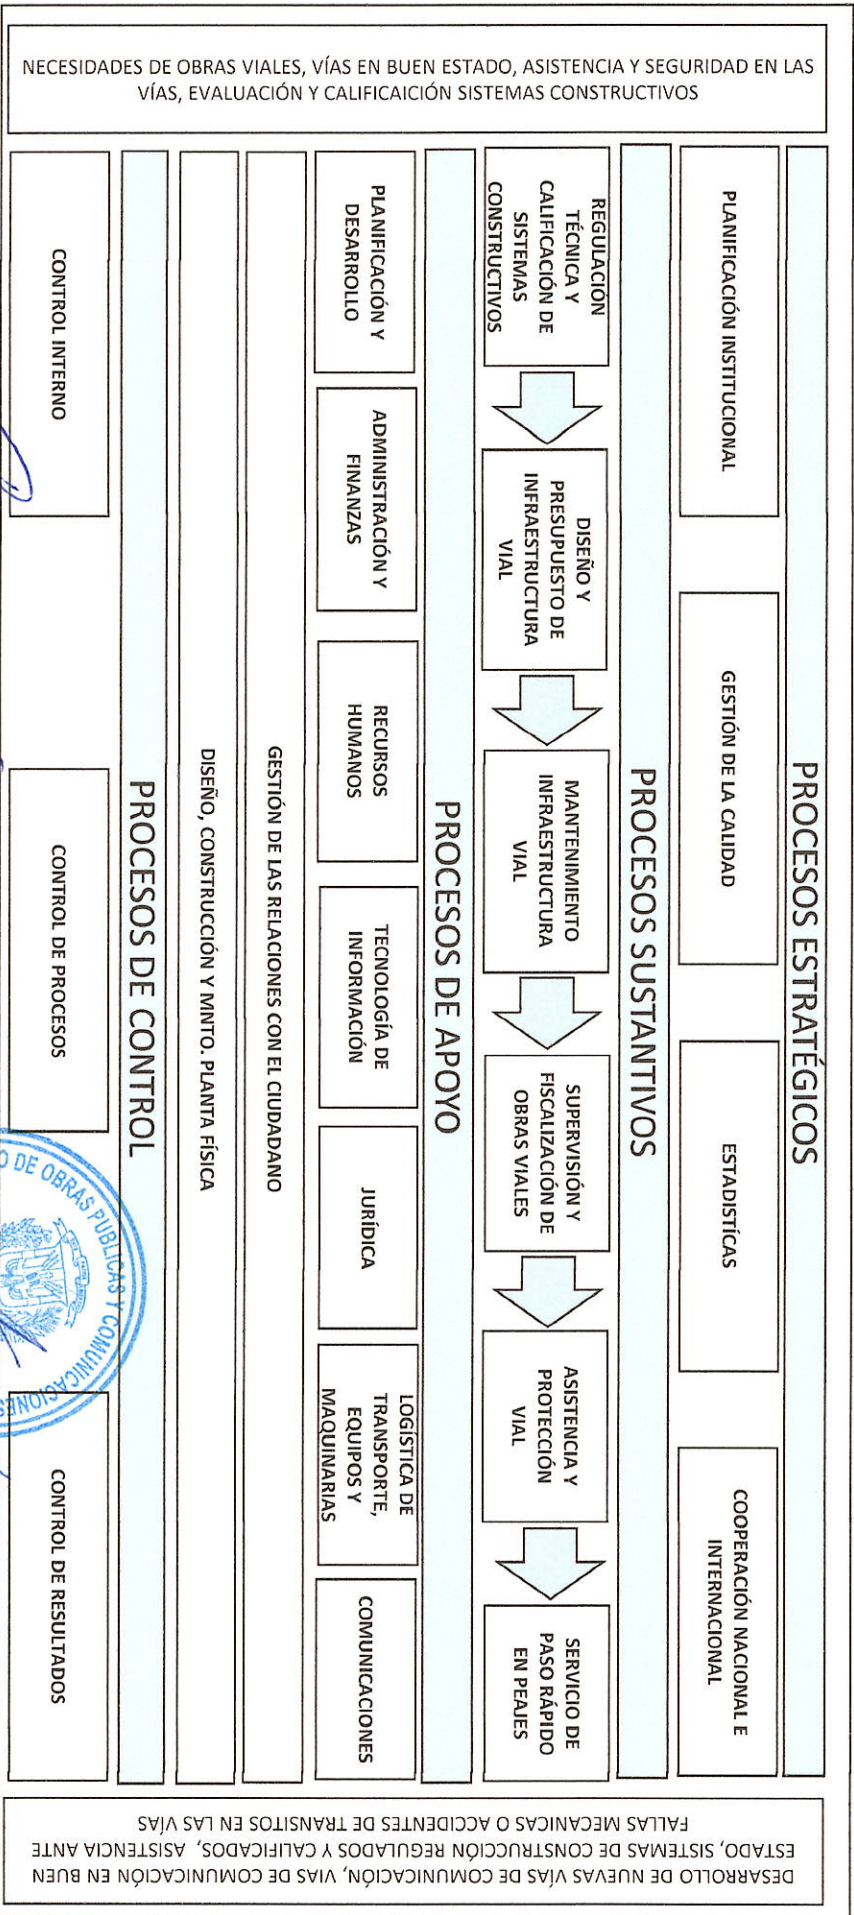 NECESIDADES DE OBRAS VIALES, VÍAS EN BUEN ESTADO, ASISTENCIA Y SEGURIDAD EN LAS
VÍAS, EVALUACIÓN Y CALIFICAICIÓN SISTEMAS CONSTRUCTIVOS
PROCESOS ESTRATÉGICOS
PLANIFICACIÓN INSTITUCIONAL
GESTIÓN DE LA CALIDAD
ESTADISTÍCAS
COOPERACIÓN NACIONAL E
INTERNACIONAL
PROCESOS SUSTANTIVOS
REGULACIÓN
TÉCNICA Y
CALIFICACIÓN DE
SISTEMAS
CONSTRUCTIVOS
DISEÑO Y
PRESUPUESTO DE
INFRAESTRUCTURA
VIAL
MANTENIMIENTO
INFRAESTRUCTURA
VIAL
SUPERVISIÓN Y
FISCALIZACIÓN DE
OBRAS VIALES
ASISTENCIA Y
PROTECCIÓN
VIAL
SERVICIO DE
PASO RÁPIDO
EN PEAJES
PROCESOS DE APOYO
PLANIFICACIÓN Y
DESARROLLO
ADMINISTRACIÓN Y
FINANZAS
RECURSOS
HUMANOS
TECNOLOGÍA DE
INFORMACIÓN
JURÍDICA
LOGÍSTICA DE
TRANSPORTE,
EQUIPOS Y
MAQUINARIAS
COMUNICACIONES
GESTIÓN DE LAS RELACIONES CON EL CIUDADANO
DISEÑO, CONSTRUCCIÓN Y MNTO. PLANTA FÍSICA
PROCESOS DE CONTROL
CONTROL INTERNO
CONTROL DE PROCESOS
CONTROL DE RESULTADOS
O DE OBRAS PUBLICAS Y COMUNICACIONES
DESARROLLO DE NUEVAS VÍAS DE COMUNICACIÓN, VIAS DE COMUNICACIÓN EN BUEN
ESTADO, SISTEMAS DE CONSTRUCCIÓN REGULADOS Y CALIFICADOS, ASISTENCIA ANTE
FALLAS MECANICAS O ACCIDENTES DE TRANSITOS EN LAS VÍAS